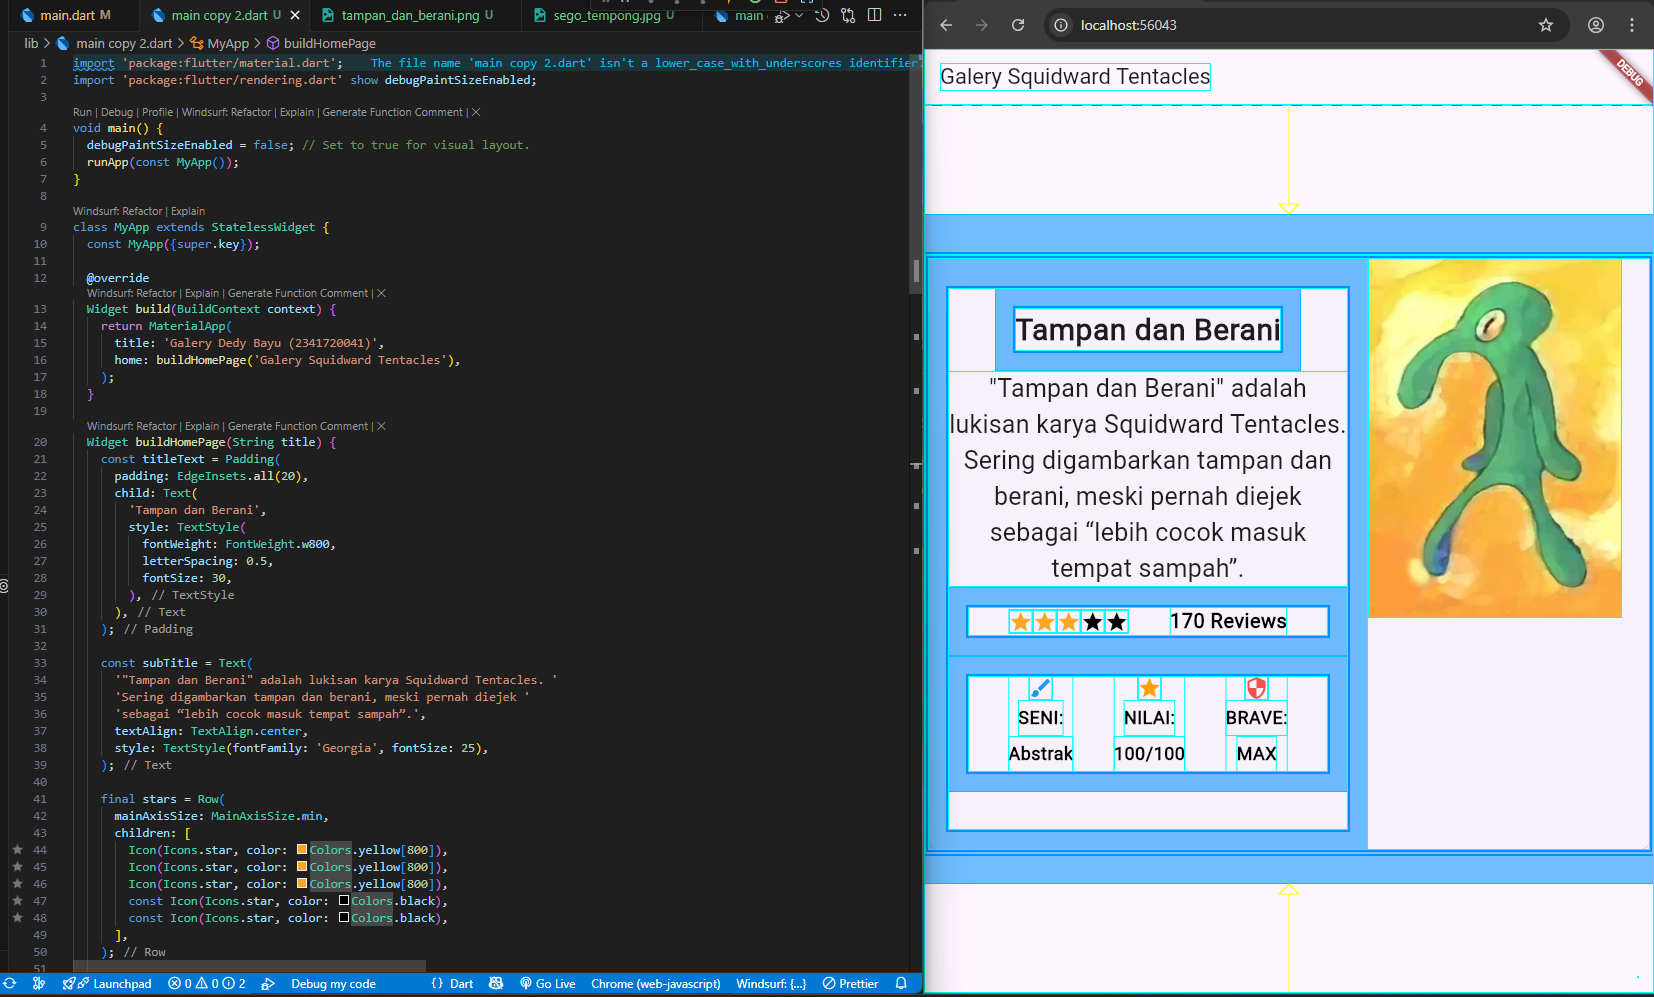 main.dart M
main copy 2.dart U
tampan_dan_berani.png U
sego_tempong.jpg U
main
lib > main copy 2.dart > MyApp > buildHomePage
1 import 'package:flutter/material.dart'; The file name 'main copy 2.dart' isn't a lower_case_with_underscores identifier.
2 import 'package:flutter/rendering.dart' show debugPaintSizeEnabled;
3
Run | Debug | Profile | Windsurf: Refactor | Explain | Generate Function Comment | ×
4 void main() {
5 debugPaintSizeEnabled = false; // Set to true for visual layout.
6 runApp(const MyApp());
7 }
8
Windsurf: Refactor | Explain
9 class MyApp extends StatelessWidget {
10 const MyApp({super.key});
11
12 @override
Windsurf: Refactor | Explain | Generate Function Comment | ×
13 Widget build(BuildContext context) {
14 return MaterialApp(
15 title: 'Galery Dedy Bayu (2341720041)',
16 home: buildHomePage('Galery Squidward Tentacles'),
17 );
18 }
19
Windsurf: Refactor | Explain | Generate Function Comment | ×
20 Widget buildHomePage(String title) {
21 const titleText = Padding(
22 padding: EdgeInsets.all(20),
23 child: Text(
24 'Tampan dan Berani',
25 style: TextStyle(
26 fontWeight: FontWeight.w800,
27 letterSpacing: 0.5,
28 fontSize: 30,
29 ), // TextStyle
30 ), // Text
31 ); // Padding
32
33 const subTitle = Text(
34 '"Tampan dan Berani" adalah lukisan karya Squidward Tentacles. '
35 'Sering digambarkan tampan dan berani, meski pernah diejek '
36 'sebagai “lebih cocok masuk tempat sampah”.',
37 textAlign: TextAlign.center,
38 style: TextStyle(fontFamily: 'Georgia', fontSize: 25),
39 ); // Text
40
41 final stars = Row(
42 mainAxisSize: MainAxisSize.min,
43 children: [
44 Icon(Icons.star, color: Colors.yellow[800]),
45 Icon(Icons.star, color: Colors.yellow[800]),
46 Icon(Icons.star, color: Colors.yellow[800]),
47 const Icon(Icons.star, color: Colors.black),
48 const Icon(Icons.star, color: Colors.black),
49 ],
50 ); // Row
51
Launchpad 0 0 2 Debug my code {} Dart Go Live Chrome (web-javascript) Windsurf: {...} Prettier
localhost:56043
Galery Squidward Tentacles
DEBUG
Tampan dan Berani
"Tampan dan Berani" adalah
lukisan karya Squidward Tentacles.
Sering digambarkan tampan dan
berani, meski pernah diejek
sebagai “lebih cocok masuk
tempat sampah”.
170 Reviews
SENI: NILAI: BRAVE:
Abstrak 100/100 MAX